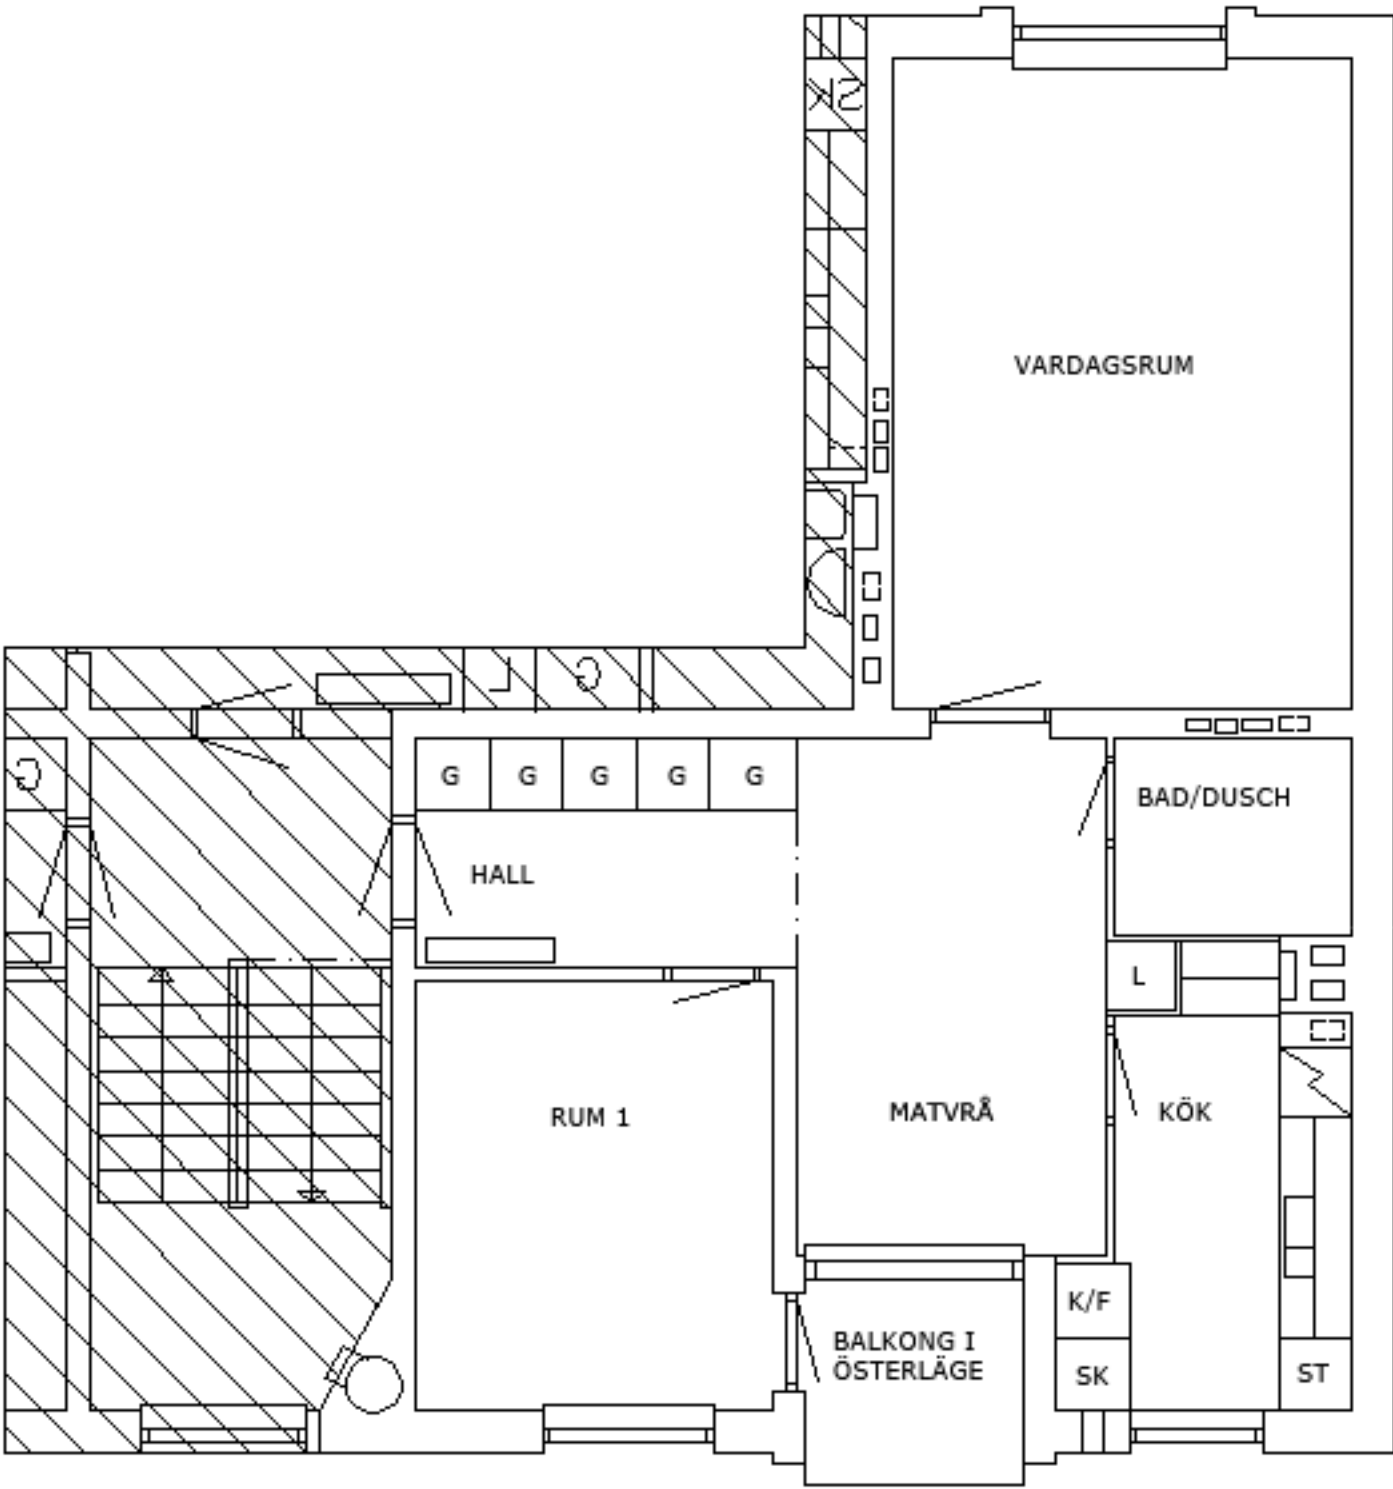 SK
VARDAGSRUM
L
G
G
G
G
G
G
G
BAD/DUSCH
HALL
L
RUM 1
MATVRÅ
KÖK
K/F
BALKONG I
ÖSTERLÄGE
SK
ST